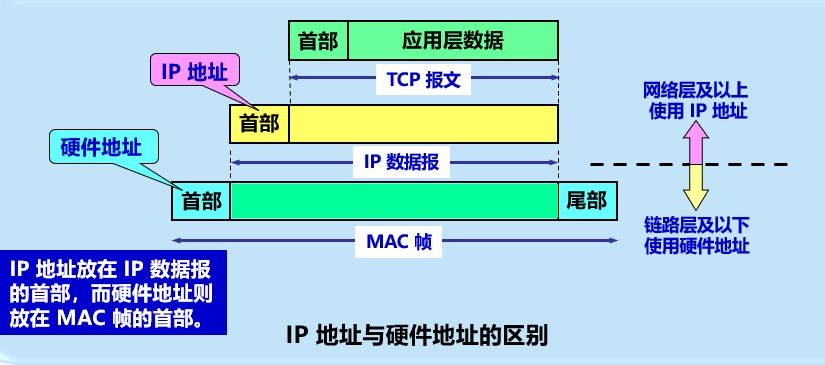 首部 应用层数据
IP 地址
TCP 报文
网络层及以上
使用 IP 地址
首部
硬件地址
IP 数据报
首部 尾部
链路层及以下
使用硬件地址
MAC 帧
IP 地址放在 IP 数据报
的首部，而硬件地址则
放在 MAC 帧的首部。
IP 地址与硬件地址的区别